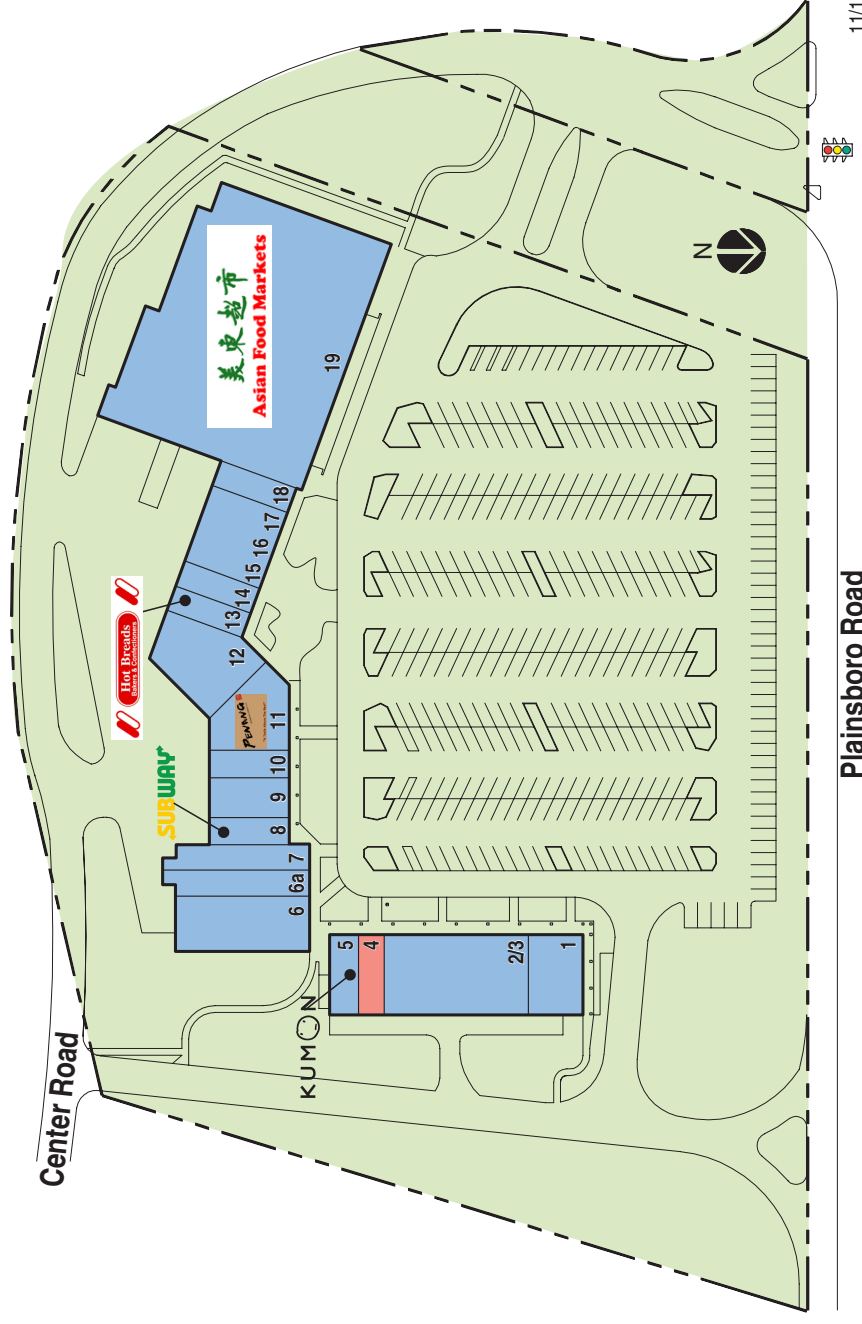 Center Road
SUBWAY
Hot Breads
Bakers & Confectioners
美東超市
Asian Food Markets
PENANG
KUMON
6
6a
7
8
9
10
11
12
13
14
15
16
17
18
19
5
4
2/3
1
N
Plainsboro Road
11/1